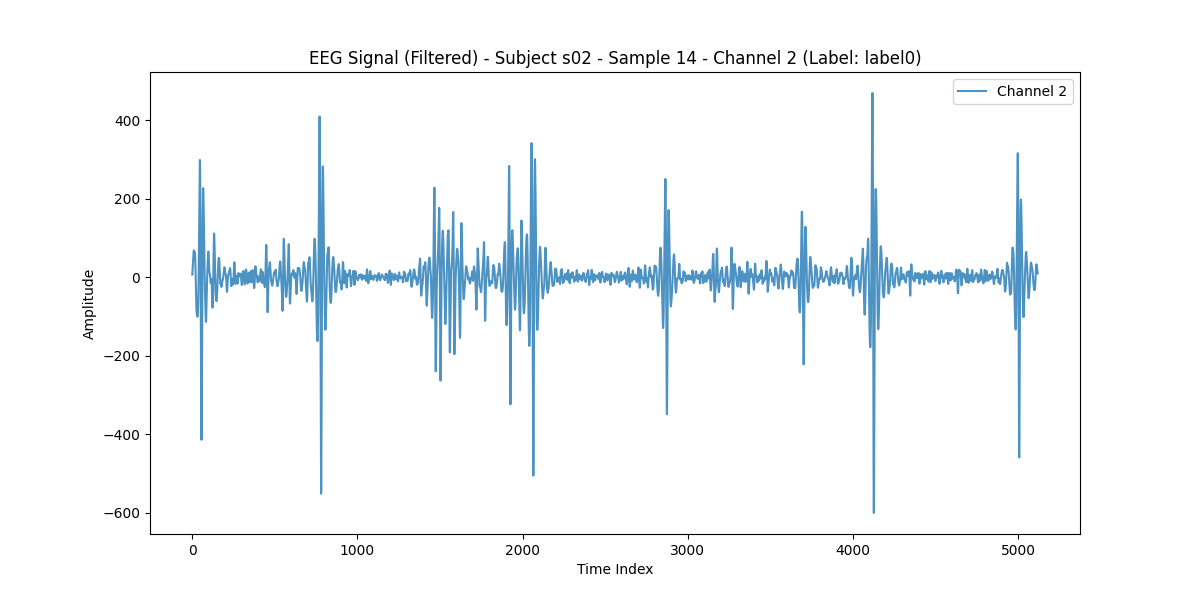 EEG Signal (Filtered) - Subject s02 - Sample 14 - Channel 2 (Label: label0)
Channel 2
400
200
0
−200
−400
−600
Amplitude
0 1000 2000 3000 4000 5000
Time Index